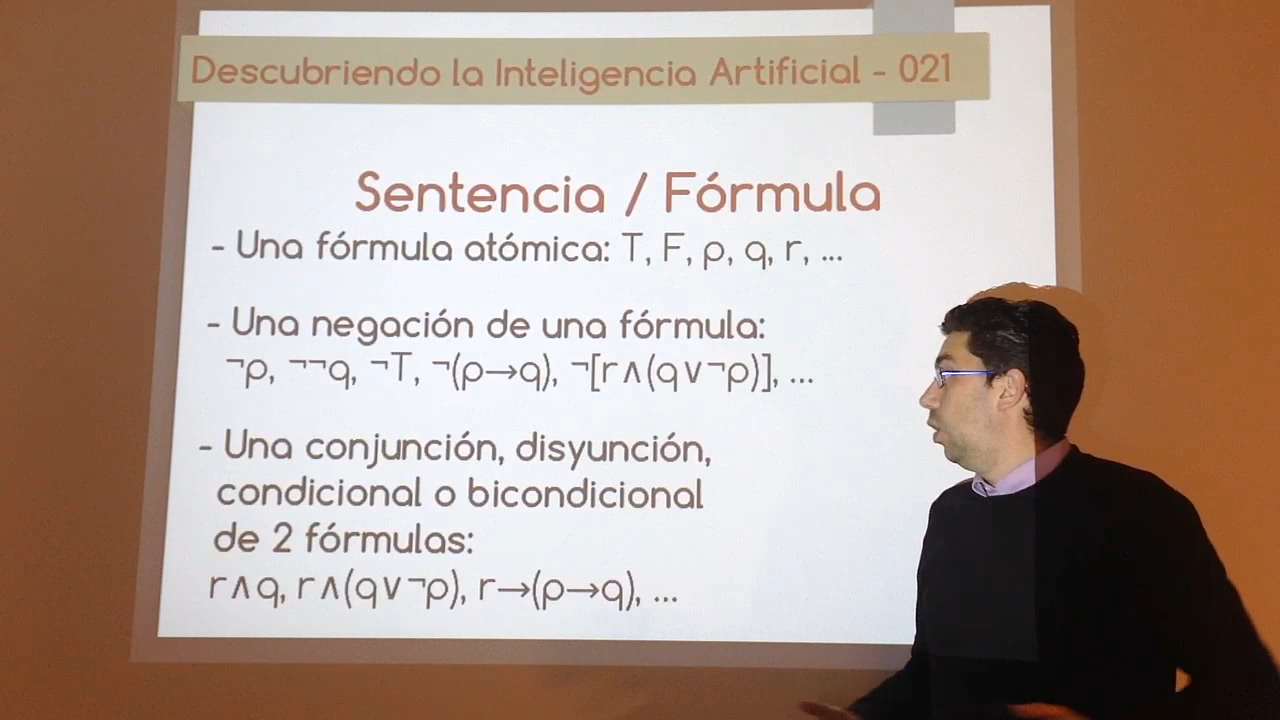 Descubriendo la Inteligencia Artificial - 021
Sentencia / Fórmula
- Una fórmula atómica: T, F, p, q, r, ...
- Una negación de una fórmula:
¬p, ¬¬q, ¬T, ¬(p→q), ¬[r∧(q∨¬p)], ...
- Una conjunción, disyunción,
condicional o bicondicional
de 2 fórmulas:
r∧q, r∧(q∨¬p), r→(p→q), ...